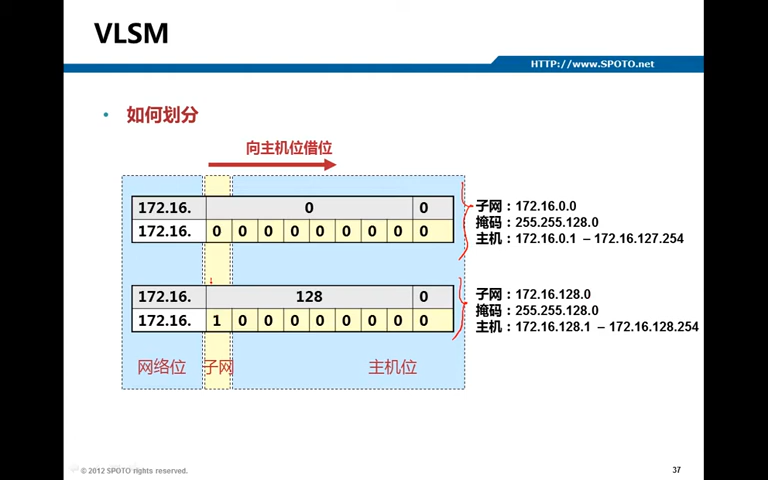 VLSM
HTTP://www.SPOTO.net
• 如何划分
向主机位借位
172.16. 0 0
172.16. 0 0 0 0 0 0 0 0 0
子网：172.16.0.0
掩码：255.255.128.0
主机：172.16.0.1 – 172.16.127.254
172.16. 128 0
172.16. 1 0 0 0 0 0 0 0 0
子网：172.16.128.0
掩码：255.255.128.0
主机：172.16.128.1 – 172.16.128.254
网络位 子网 主机位
© 2012 SPOTO rights reserved.
37